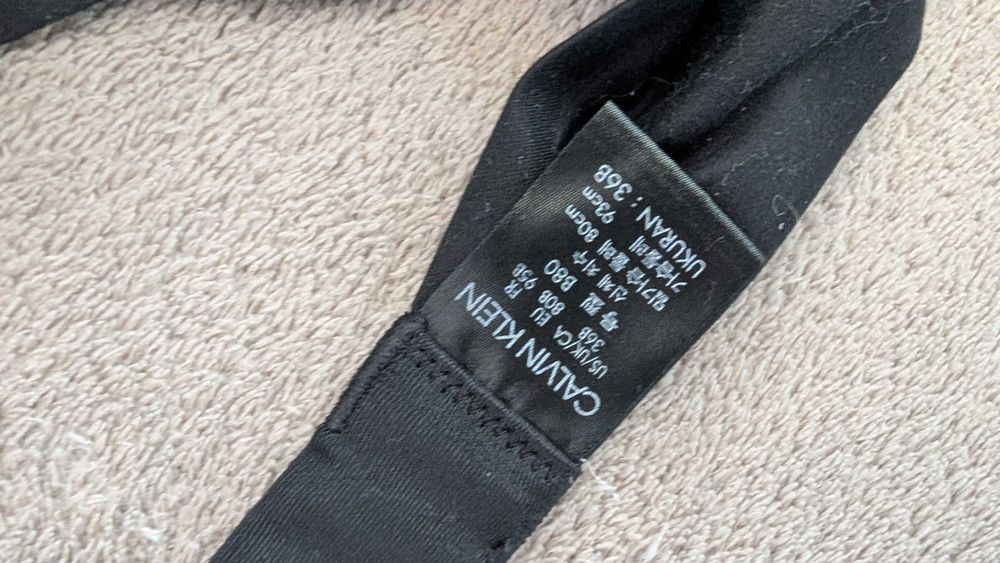 CALVIN KLEIN
US/UK/CA EU FR
36B 80B 95B
号型 B80
신체 치수
밑가슴둘레 80cm
가슴둘레 93cm
UKURAN : 36B